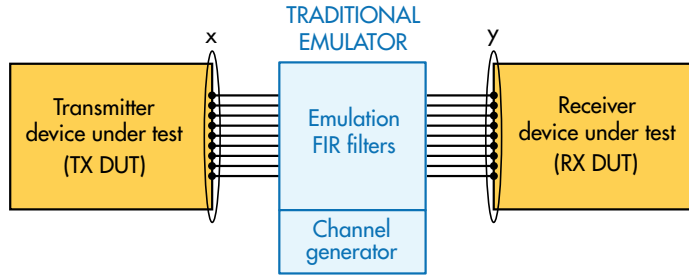 TRADITIONAL
EMULATOR
x
y
Transmitter
device under test
(TX DUT)
Emulation
FIR filters
Receiver
device under test
(RX DUT)
Channel
generator